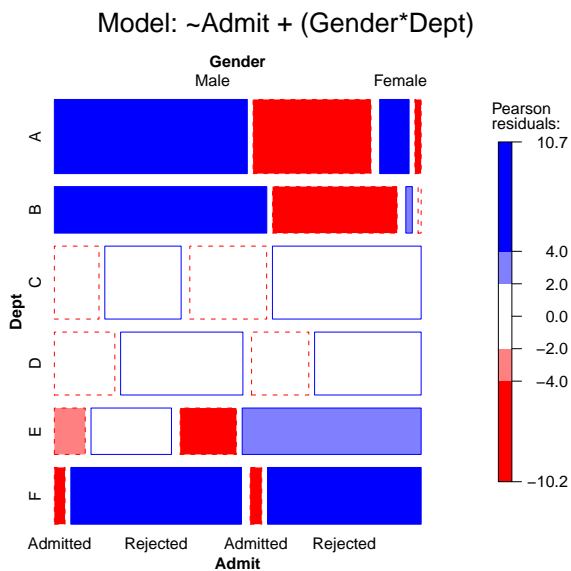 Model: ~Admit + (Gender*Dept)
Gender
Male Female
Pearson
residuals:
A
B
C
D
E
F
Dept
10.7
4.0
2.0
0.0
−2.0
−4.0
−10.2
Admitted Rejected Admitted Rejected
Admit